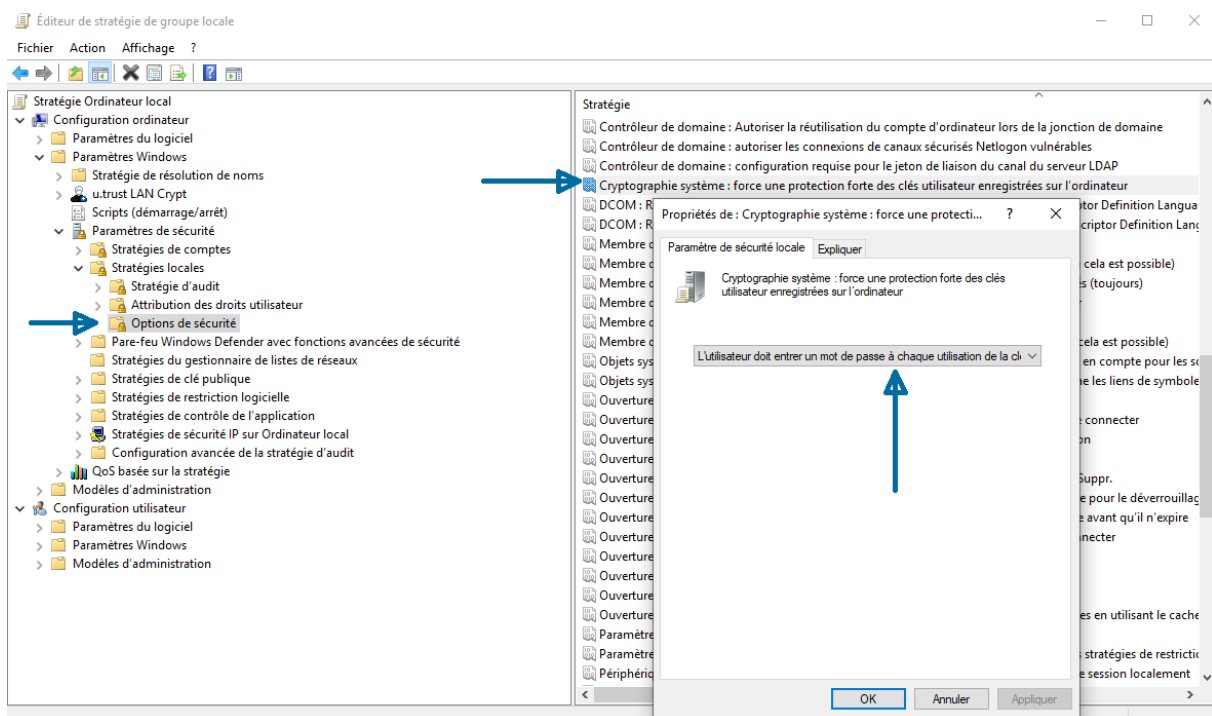 Éditeur de stratégie de groupe locale
Fichier Action Affichage ?
Stratégie Ordinateur local
Configuration ordinateur
Paramètres du logiciel
Paramètres Windows
Stratégie de résolution de noms
u.trust LAN Crypt
Scripts (démarrage/arrêt)
Paramètres de sécurité
Stratégies de comptes
Stratégies locales
Stratégie d'audit
Attribution des droits utilisateur
Options de sécurité
Pare-feu Windows Defender avec fonctions avancées de sécurité
Stratégies du gestionnaire de listes de réseaux
Stratégies de clé publique
Stratégies de restriction logicielle
Stratégies de contrôle de l'application
Stratégies de sécurité IP sur Ordinateur local
Configuration avancée de la stratégie d'audit
QoS basée sur la stratégie
Modèles d'administration
Configuration utilisateur
Paramètres du logiciel
Paramètres Windows
Modèles d'administration
Stratégie
Contrôleur de domaine : Autoriser la réutilisation du compte d'ordinateur lors de la jonction de domaine
Contrôleur de domaine : autoriser les connexions de canaux sécurisés Netlogon vulnérables
Contrôleur de domaine : configuration requise pour le jeton de liaison du canal du serveur LDAP
Cryptographie système : force une protection forte des clés utilisateur enregistrées sur l'ordinateur
DCOM : R
DCOM : R
Membre
Membre
Membre
Membre
Membre
Membre
Objets sys
Objets sys
Ouverture
Ouverture
Ouverture
Ouverture
Ouverture
Ouverture
Ouverture
Ouverture
Ouverture
Ouverture
Ouverture
Paramètre
Paramètre
Périphériq
Propriétés de : Cryptographie système : force une protecti... ?
Paramètre de sécurité locale Expliquer
Cryptographie système : force une protection forte des clés
utilisateur enregistrées sur l'ordinateur
L'utilisateur doit entrer un mot de passe à chaque utilisation de la clé
OK Annuler Appliquer
tor Definition Langua
criptor Definition Lang
cela est possible)
s (toujours)
cela est possible)
en compte pour les so
e les liens de symbole
connecter
on
Suppr.
e pour le déverrouillag
e avant qu'il n'expire
nnecter
es en utilisant le cache
stratégies de restrictio
e session localement